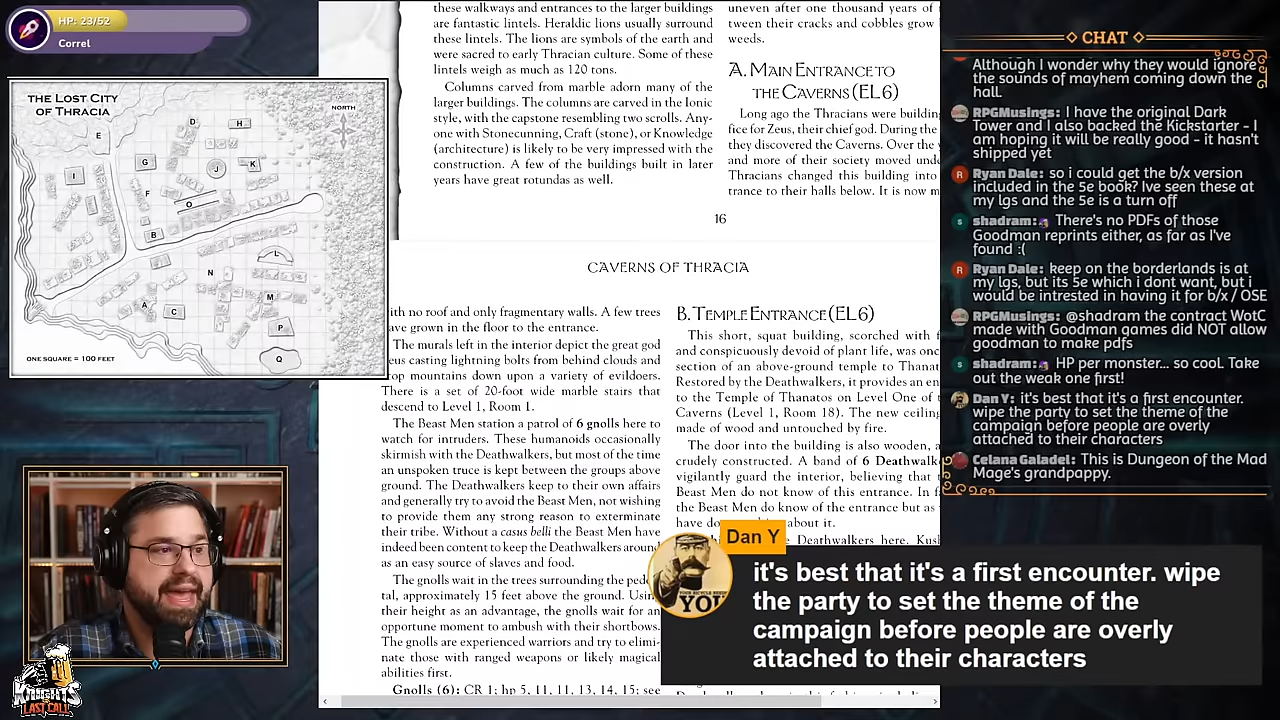 HP: 23/52
Correl
THE LOST CITY
OF THRACIA
NORTH
E
D
H
G
J
K
I
F
O
B
L
N
M
A
C
P
Q
ONE SQUARE = 100 FEET
these walkways and entrances to the larger buildings
are fantastic lintels. Heraldic lions usually surround
these lintels. The lions are symbols of the earth and
were sacred to early Thracian culture. Some of these
lintels weigh as much as 120 tons.
Columns carved from marble adorn many of the
larger buildings. The columns are carved in the Ionic
style, with the capstone resembling two scrolls. Any-
one with Stonecunning, Craft (stone), or Knowledge
(architecture) is likely to be very impressed with the
construction. A few of the buildings built in later
years have great rotundas as well.
uneven after one thousand years of
tween their cracks and cobbles grow
weeds.
A. MAIN ENTRANCE TO
THE CAVERNS (EL 6)
Long ago the Thracians were building
fice for Zeus, their chief god. During the
they discovered the Caverns. Over the
and more of their society moved unde
Thracians changed this building into
trance to their halls below. It is now m
16
CAVERNS OF THRACIA
ith no roof and only fragmentary walls. A few trees
ave grown in the floor to the entrance.
The murals left in the interior depict the great god
eus casting lightning bolts from behind clouds and
op mountains down upon a variety of evildoers.
There is a set of 20-foot wide marble stairs that
descend to Level 1, Room 1.
The Beast Men station a patrol of 6 gnolls here to
watch for intruders. These humanoids occasionally
skirmish with the Deathwalkers, but most of the time
an unspoken truce is kept between the groups above
ground. The Deathwalkers keep to their own affairs
and generally try to avoid the Beast Men, not wishing
to provide them any strong reason to exterminate
their tribe. Without a casus belli the Beast Men have
indeed been content to keep the Deathwalkers around
as an easy source of slaves and food.
The gnolls wait in the trees surrounding the pede
tal, approximately 15 feet above the ground. Usin
their height as an advantage, the gnolls wait for an
opportune moment to ambush with their shortbows.
The gnolls are experienced warriors and try to elimi-
nate those with ranged weapons or likely magical
abilities first.
Gnolls (6): CR 1; hp 5, 11, 11, 13, 14, 15; see
B. TEMPLE ENTRANCE (EL 6)
This short, squat building, scorched with f
and conspicuously devoid of plant life, was onc
section of an above-ground temple to Thanat
Restored by the Deathwalkers, it provides an en
to the Temple of Thanatos on Level One of
Caverns (Level 1, Room 18). The new ceiling
made of wood and untouched by fire.
The door into the building is also wooden, a
crudely constructed. A band of 6 Deathwalk
vigilantly guard the interior, believing that
Beast Men do not know of this entrance. In f
the Beast Men do know of the entrance but as
have do about it.
Deathwalkers here. Kush
CHAT
Although I wonder why they would ignore
the sounds of mayhem coming down the
hall.
RPGMusings: I have the original Dark
Tower and I also backed the Kickstarter - I
am hoping it will be really good - it hasn't
shipped yet
Ryan Dale: so i could get the b/x version
included in the 5e book? Ive seen these at
my lgs and the 5e is a turn off
shadram: There's no PDFs of those
Goodman reprints either, as far as I've
found :(
Ryan Dale: keep on the borderlands is at
my lgs, but its 5e which i dont want, but i
would be intrested in having it for b/x / OSE
RPGMusings: @shadram the contract WotC
made with Goodman games did NOT allow
goodman to make pdfs
shadram: HP per monster... so cool. Take
out the weak one first!
Dan Y: it's best that it's a first encounter.
wipe the party to set the theme of the
campaign before people are overly
attached to their characters
Celana Galadel: This is Dungeon of the Mad
Mage's grandpappy.
Dan Y
YOU
it's best that it's a first encounter. wipe
the party to set the theme of the
campaign before people are overly
attached to their characters
KNIGHTS
LAST CALL